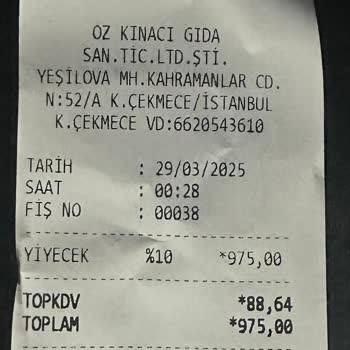 OZ KINACI GIDA
SAN.TİC.LTD.ŞTİ.
YEŞİLOVA MH.KAHRAMANLAR CD.
N:52/A K.ÇEKMECE/İSTANBUL
K.ÇEKMECE VD:6620543610
TARİH : 29/03/2025
SAAT : 00:28
FİŞ NO : 00038
YİYECEK %10 *975,00
TOPKDV *88,64
TOPLAM *975,00